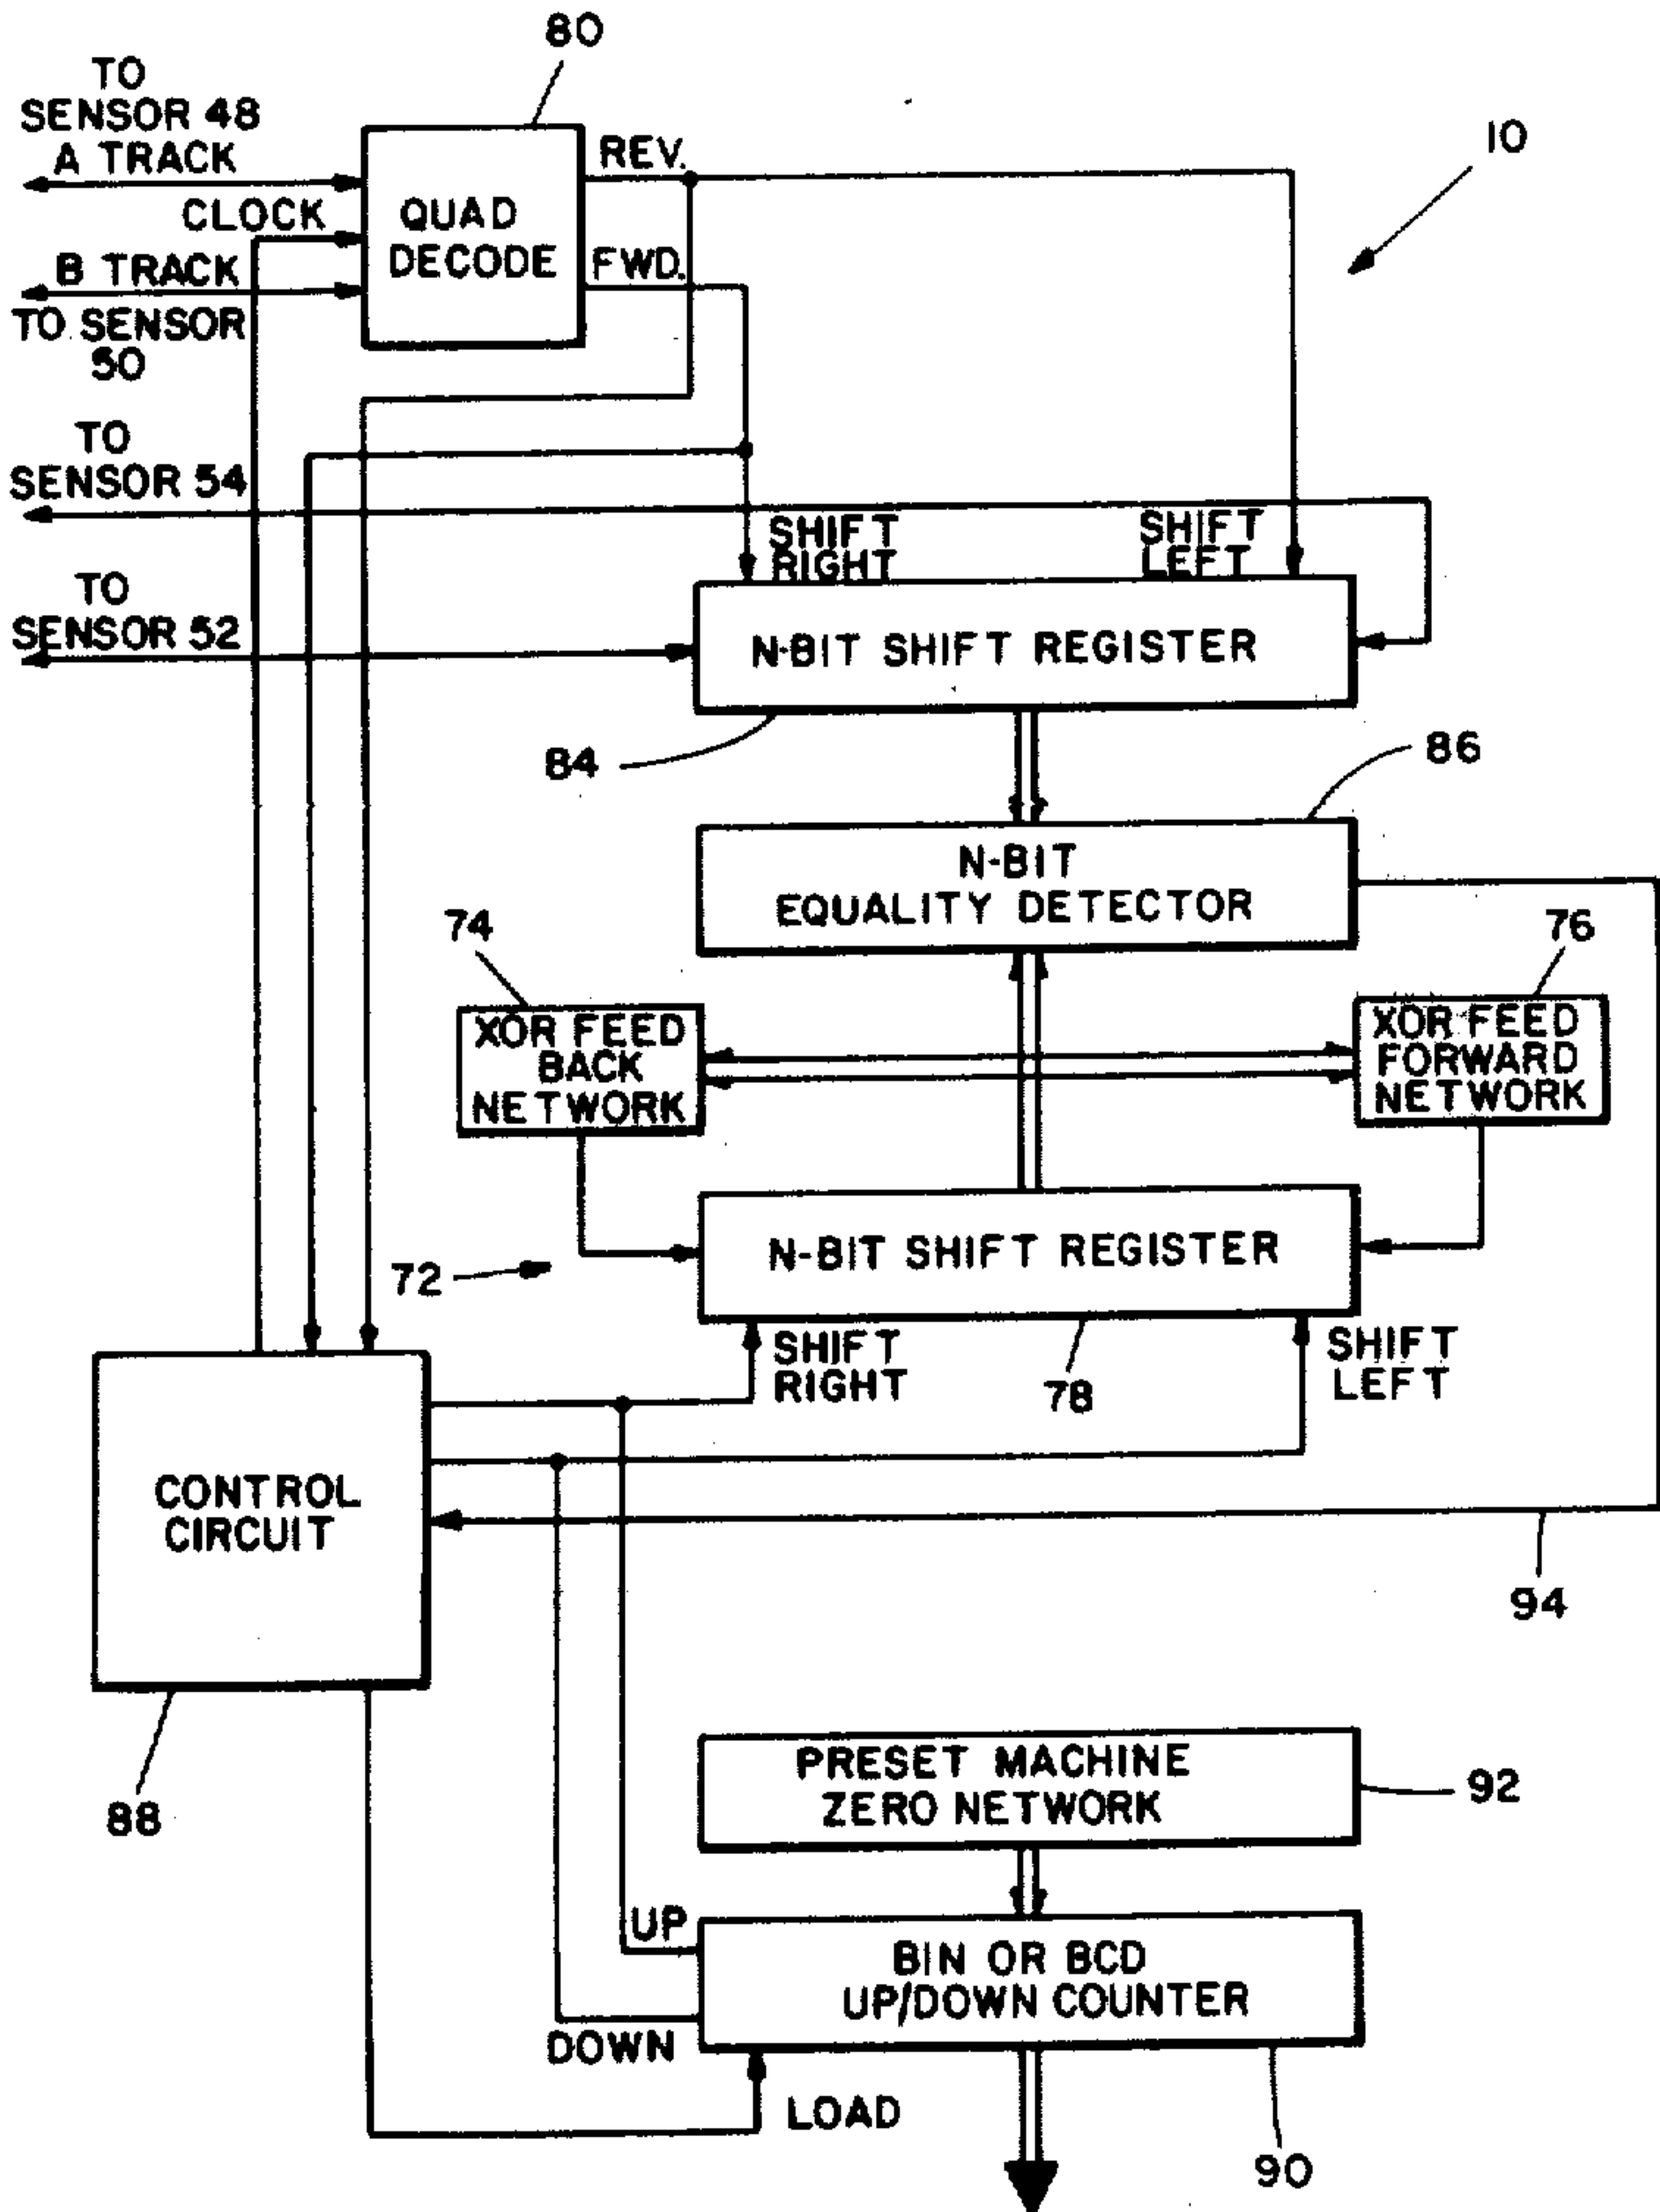 80
TO
SENSOR 48
A TRACK
CLOCK
B TRACK
TO SENSOR
50
QUAD
DECODE
REV.
FWD.
10
TO
SENSOR 54
SHIFT
RIGHT
SHIFT
LEFT
TO
SENSOR 52
N-BIT SHIFT REGISTER
84
86
N-BIT
EQUALITY DETECTOR
74
76
XOR FEED
BACK
NETWORK
XOR FEED
FORWARD
NETWORK
N-BIT SHIFT REGISTER
72
SHIFT
RIGHT
78
SHIFT
LEFT
CONTROL
CIRCUIT
94
88
PRESET MACHINE
ZERO NETWORK
92
UP
BIN OR BCD
UP/DOWN COUNTER
DOWN
LOAD
90